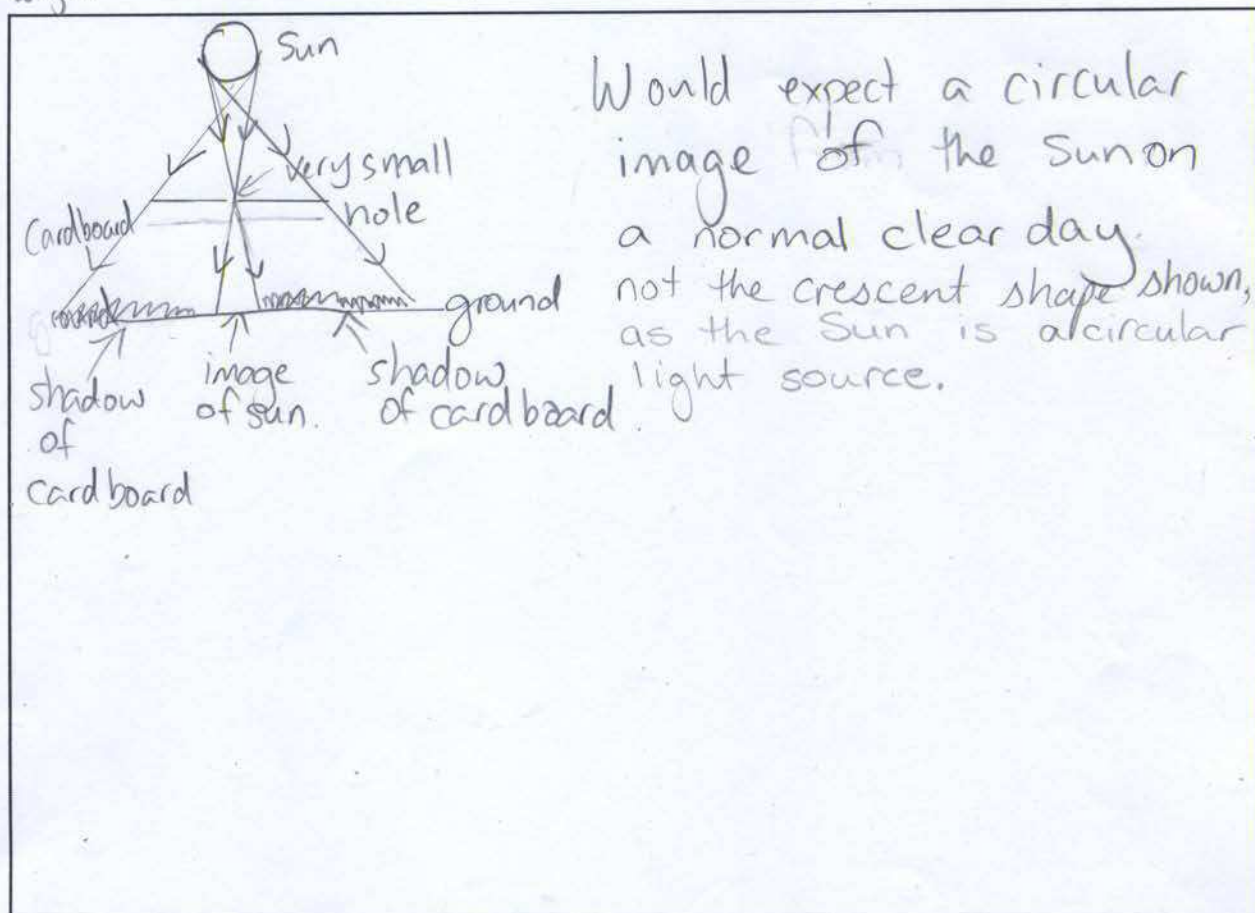 Sun
very small
hole
Cardboard
ground
shadow
of
cardboard
image
of sun.
shadow
of cardboard.
Would expect a circular
image of the Sun on
a normal clear day.
not the crescent shape shown,
as the Sun is a circular
light source.